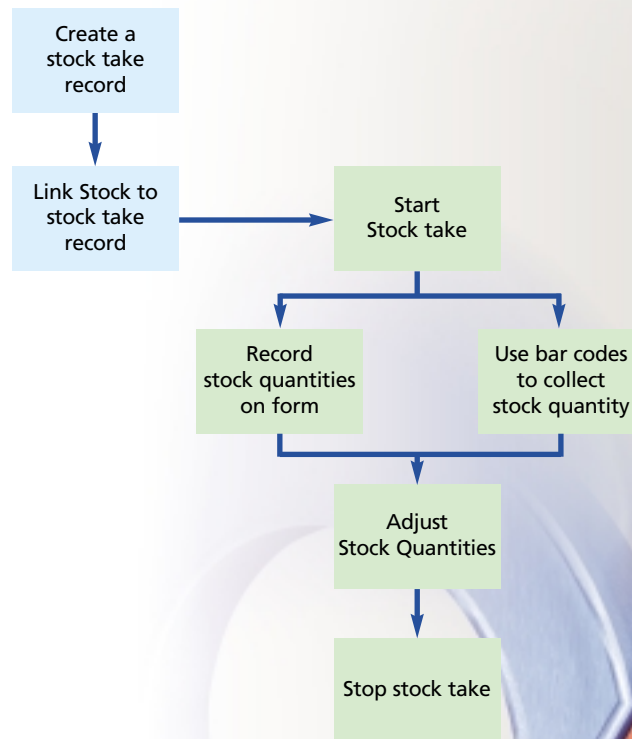 Create a
stock take
record
Link Stock to
stock take
record
Start
Stock take
Record
stock quantities
on form
Use bar codes
to collect
stock quantity
Adjust
Stock Quantities
Stop stock take